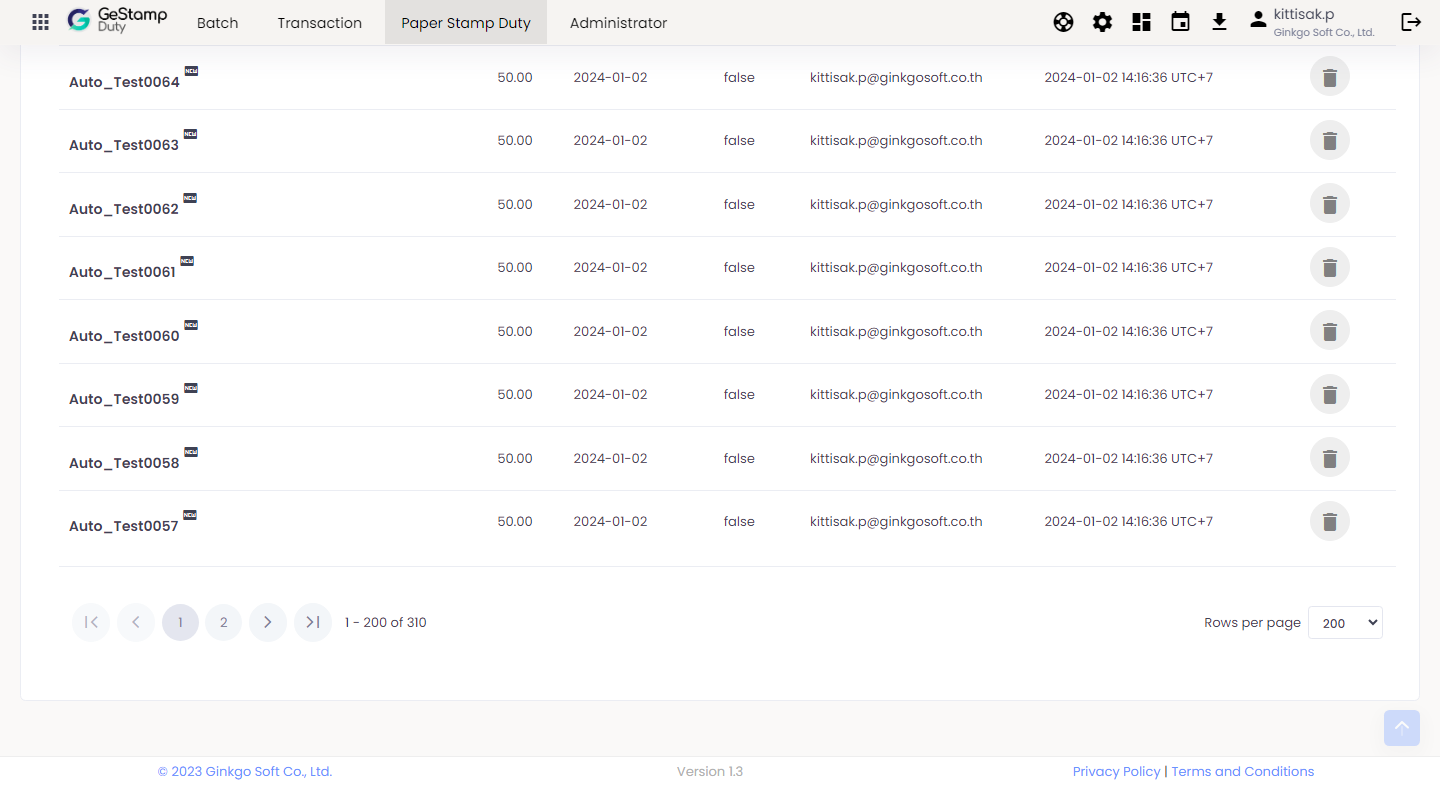 GeStamp Duty Batch Transaction Paper Stamp Duty Administrator kittisak.p
Ginkgo Soft Co., Ltd.
Auto_Test0064 NEW 50.00 2024-01-02 false kittisak.p@ginkgosoft.co.th 2024-01-02 14:16:36 UTC+7
Auto_Test0063 NEW 50.00 2024-01-02 false kittisak.p@ginkgosoft.co.th 2024-01-02 14:16:36 UTC+7
Auto_Test0062 NEW 50.00 2024-01-02 false kittisak.p@ginkgosoft.co.th 2024-01-02 14:16:36 UTC+7
Auto_Test0061 NEW 50.00 2024-01-02 false kittisak.p@ginkgosoft.co.th 2024-01-02 14:16:36 UTC+7
Auto_Test0060 NEW 50.00 2024-01-02 false kittisak.p@ginkgosoft.co.th 2024-01-02 14:16:36 UTC+7
Auto_Test0059 NEW 50.00 2024-01-02 false kittisak.p@ginkgosoft.co.th 2024-01-02 14:16:36 UTC+7
Auto_Test0058 NEW 50.00 2024-01-02 false kittisak.p@ginkgosoft.co.th 2024-01-02 14:16:36 UTC+7
Auto_Test0057 NEW 50.00 2024-01-02 false kittisak.p@ginkgosoft.co.th 2024-01-02 14:16:36 UTC+7
1 2 1 - 200 of 310 Rows per page 200
© 2023 Ginkgo Soft Co., Ltd. Version 1.3 Privacy Policy | Terms and Conditions